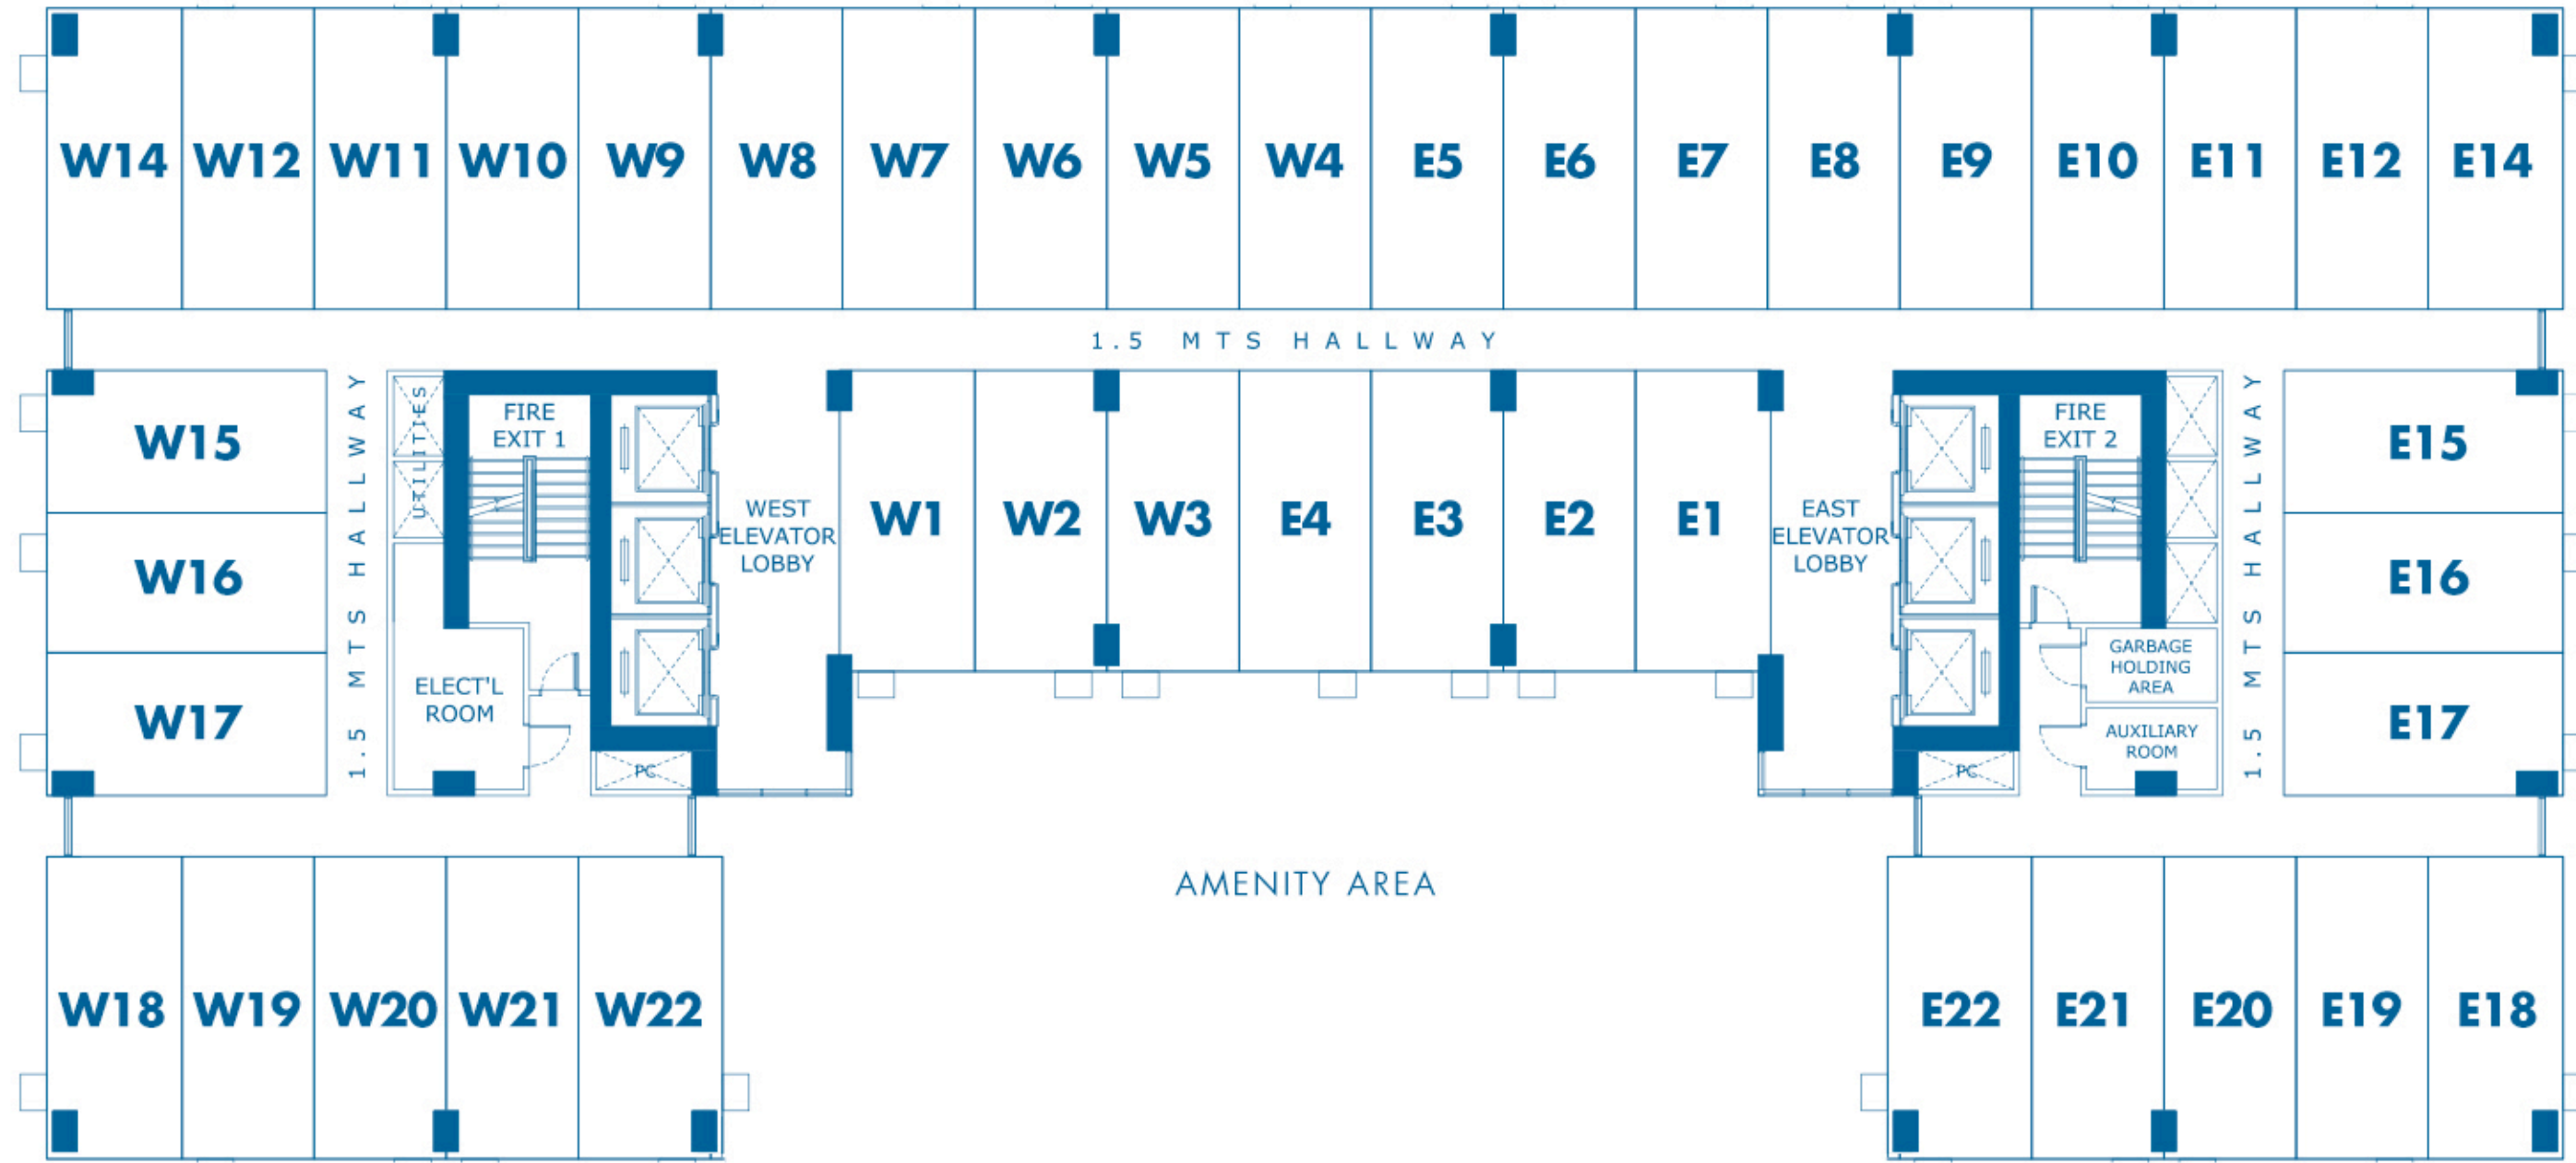 W14 W12 W11 W10 W9 W8 W7 W6 W5 W4 E5 E6 E7 E8 E9 E10 E11 E12 E14
1.5 MTS HALLWAY
W15
W16
W17
1.5 MTS HALLWAY
UTILITIES
FIRE
EXIT 1
ELECT'L
ROOM
PC
WEST
ELEVATOR
LOBBY
W1 W2 W3 E4 E3 E2 E1
EAST
ELEVATOR
LOBBY
FIRE
EXIT 2
GARBAGE
HOLDING
AREA
AUXILIARY
ROOM
PC
1.5 MTS HALLWAY
E15
E16
E17
AMENITY AREA
W18 W19 W20 W21 W22
E22 E21 E20 E19 E18